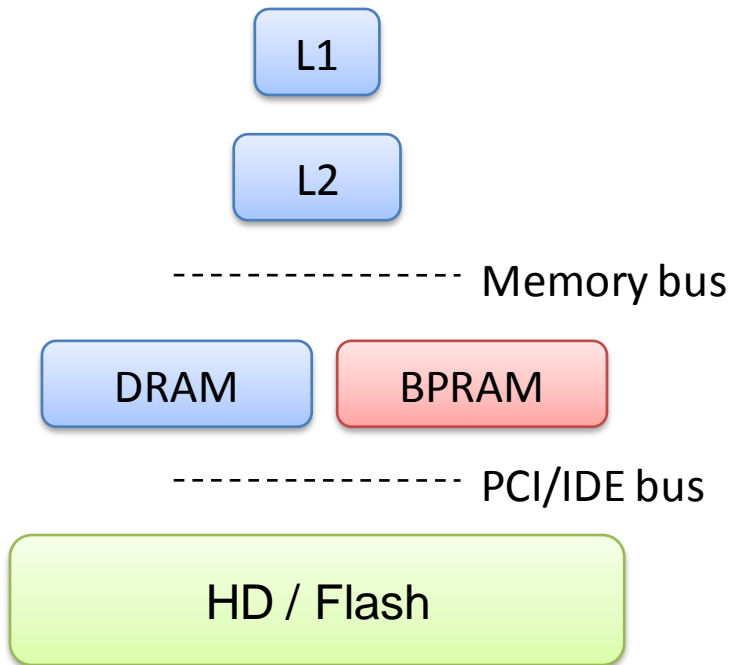 L1
L2
Memory bus
DRAM
BPRAM
PCI/IDE bus
HD / Flash